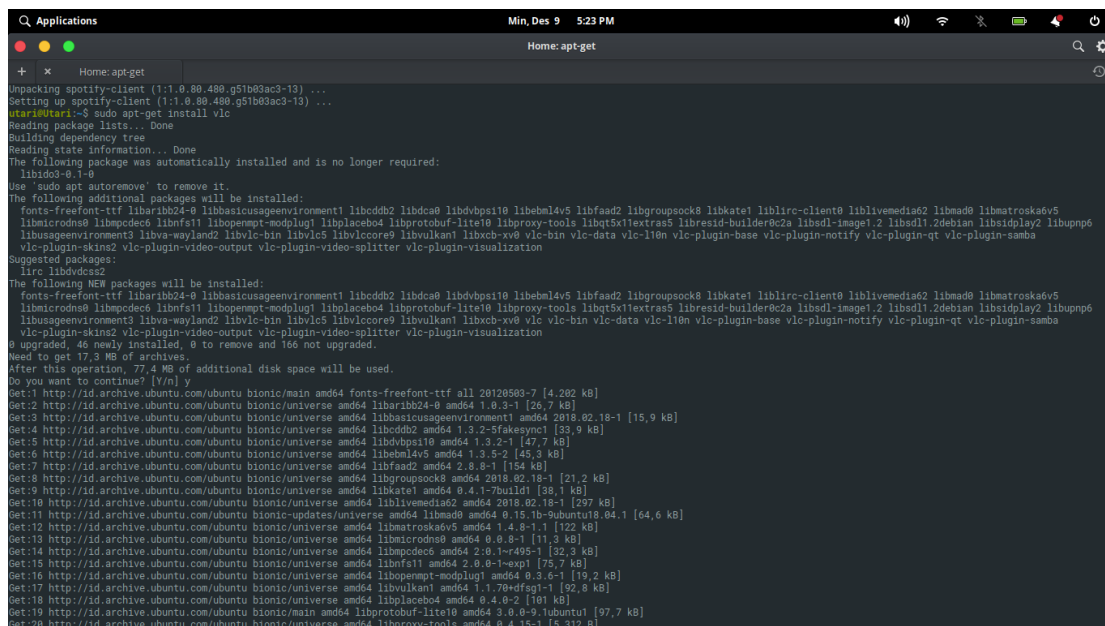 Applications
Min, Des 9 5:23 PM
Home: apt-get
+ × Home: apt-get
Unpacking spotify-client (1:1.0.80.480.g51b03ac3-13) ...
Setting up spotify-client (1:1.0.80.480.g51b03ac3-13) ...
utari@Utari:~$ sudo apt-get install vlc
Reading package lists... Done
Building dependency tree
Reading state information... Done
The following package was automatically installed and is no longer required:
libido3-0.1-0
Use 'sudo apt autoremove' to remove it.
The following additional packages will be installed:
fonts-freefont-ttf libaribb24-0 libbasicusageenvironment1 libcddb2 libdca0 libdvbpsi10 libebml4v5 libfaad2 libgroupsock8 libkate1 liblirc-client0 liblivemedia62 libmad0 libmatroska6v5
libmicrodns0 libmpcdec6 libnfs11 libopenmpt-modplug1 libplacebo4 libprotobuf-lite10 libproxy-tools libqt5x11extras5 libresid-builder0c2a libsdl-image1.2 libsdl1.2debian libsidplay2 libupnp6
libusageenvironment3 libva-wayland2 libvlc-bin libvlc5 libvlccore9 libvulkan1 libxcb-xv0 vlc-bin vlc-data vlc-l10n vlc-plugin-base vlc-plugin-notify vlc-plugin-qt vlc-plugin-samba
vlc-plugin-skins2 vlc-plugin-video-output vlc-plugin-video-splitter vlc-plugin-visualization
Suggested packages:
lirc libdvdcss2
The following NEW packages will be installed:
fonts-freefont-ttf libaribb24-0 libbasicusageenvironment1 libcddb2 libdca0 libdvbpsi10 libebml4v5 libfaad2 libgroupsock8 libkate1 liblirc-client0 liblivemedia62 libmad0 libmatroska6v5
libmicrodns0 libmpcdec6 libnfs11 libopenmpt-modplug1 libplacebo4 libprotobuf-lite10 libproxy-tools libqt5x11extras5 libresid-builder0c2a libsdl-image1.2 libsdl1.2debian libsidplay2 libupnp6
libusageenvironment3 libva-wayland2 libvlc-bin libvlc5 libvlccore9 libvulkan1 libxcb-xv0 vlc vlc-bin vlc-data vlc-l10n vlc-plugin-base vlc-plugin-notify vlc-plugin-qt vlc-plugin-samba
vlc-plugin-skins2 vlc-plugin-video-output vlc-plugin-video-splitter vlc-plugin-visualization
0 upgraded, 46 newly installed, 0 to remove and 166 not upgraded.
Need to get 17,3 MB of archives.
After this operation, 77,4 MB of additional disk space will be used.
Do you want to continue? [Y/n] y
Get:1 http://id.archive.ubuntu.com/ubuntu bionic/main amd64 fonts-freefont-ttf all 20120503-7 [4.202 kB]
Get:2 http://id.archive.ubuntu.com/ubuntu bionic/universe amd64 libaribb24-0 amd64 1.0.3-1 [26,7 kB]
Get:3 http://id.archive.ubuntu.com/ubuntu bionic/universe amd64 libbasicusageenvironment1 amd64 2018.02.18-1 [15,9 kB]
Get:4 http://id.archive.ubuntu.com/ubuntu bionic/universe amd64 libcddb2 amd64 1.3.2-5fakesync1 [33,9 kB]
Get:5 http://id.archive.ubuntu.com/ubuntu bionic/universe amd64 libdvbpsi10 amd64 1.3.2-1 [47,7 kB]
Get:6 http://id.archive.ubuntu.com/ubuntu bionic/universe amd64 libebml4v5 amd64 1.3.5-2 [45,3 kB]
Get:7 http://id.archive.ubuntu.com/ubuntu bionic/universe amd64 libfaad2 amd64 2.8.8-1 [154 kB]
Get:8 http://id.archive.ubuntu.com/ubuntu bionic/universe amd64 libgroupsock8 amd64 2018.02.18-1 [21,2 kB]
Get:9 http://id.archive.ubuntu.com/ubuntu bionic/universe amd64 libkate1 amd64 0.4.1-7build1 [38,1 kB]
Get:10 http://id.archive.ubuntu.com/ubuntu bionic/universe amd64 liblivemedia62 amd64 2018.02.18-1 [297 kB]
Get:11 http://id.archive.ubuntu.com/ubuntu bionic-updates/universe amd64 libmad0 amd64 0.15.1b-9ubuntu18.04.1 [64,6 kB]
Get:12 http://id.archive.ubuntu.com/ubuntu bionic/universe amd64 libmatroska6v5 amd64 1.4.8-1.1 [122 kB]
Get:13 http://id.archive.ubuntu.com/ubuntu bionic/universe amd64 libmicrodns0 amd64 0.0.8-1 [11,3 kB]
Get:14 http://id.archive.ubuntu.com/ubuntu bionic/universe amd64 libmpcdec6 amd64 2:0.1~r495-1 [32,3 kB]
Get:15 http://id.archive.ubuntu.com/ubuntu bionic/universe amd64 libnfs11 amd64 2.0.0-1~exp1 [75,7 kB]
Get:16 http://id.archive.ubuntu.com/ubuntu bionic/universe amd64 libopenmpt-modplug1 amd64 0.3.6-1 [19,2 kB]
Get:17 http://id.archive.ubuntu.com/ubuntu bionic/universe amd64 libvulkan1 amd64 1.1.70+dfsg1-1 [92,8 kB]
Get:18 http://id.archive.ubuntu.com/ubuntu bionic/universe amd64 libplacebo4 amd64 0.4.0-2 [101 kB]
Get:19 http://id.archive.ubuntu.com/ubuntu bionic/main amd64 libprotobuf-lite10 amd64 3.0.0-9.1ubuntu1 [97,7 kB]
Get:20 http://id.archive.ubuntu.com/ubuntu bionic/universe amd64 libproxy-tools amd64 0.4.15-1 [5.312 B]